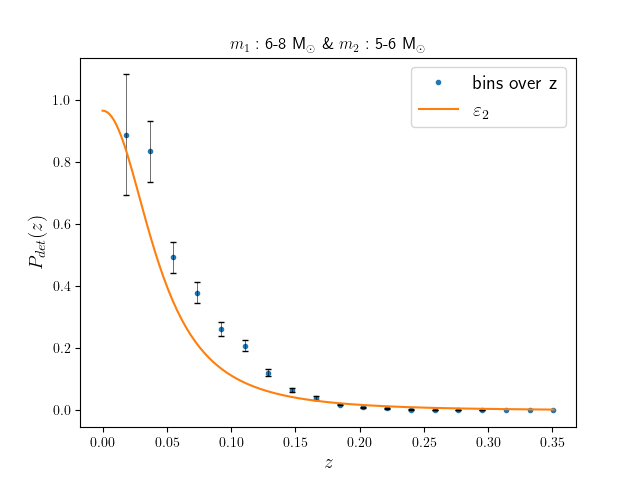 m₁ : 6-8 M☉ & m₂ : 5-6 M☉
bins over z
ε₂
P_det(z)
1.0
0.8
0.6
0.4
0.2
0.0
0.00 0.05 0.10 0.15 0.20 0.25 0.30 0.35
z